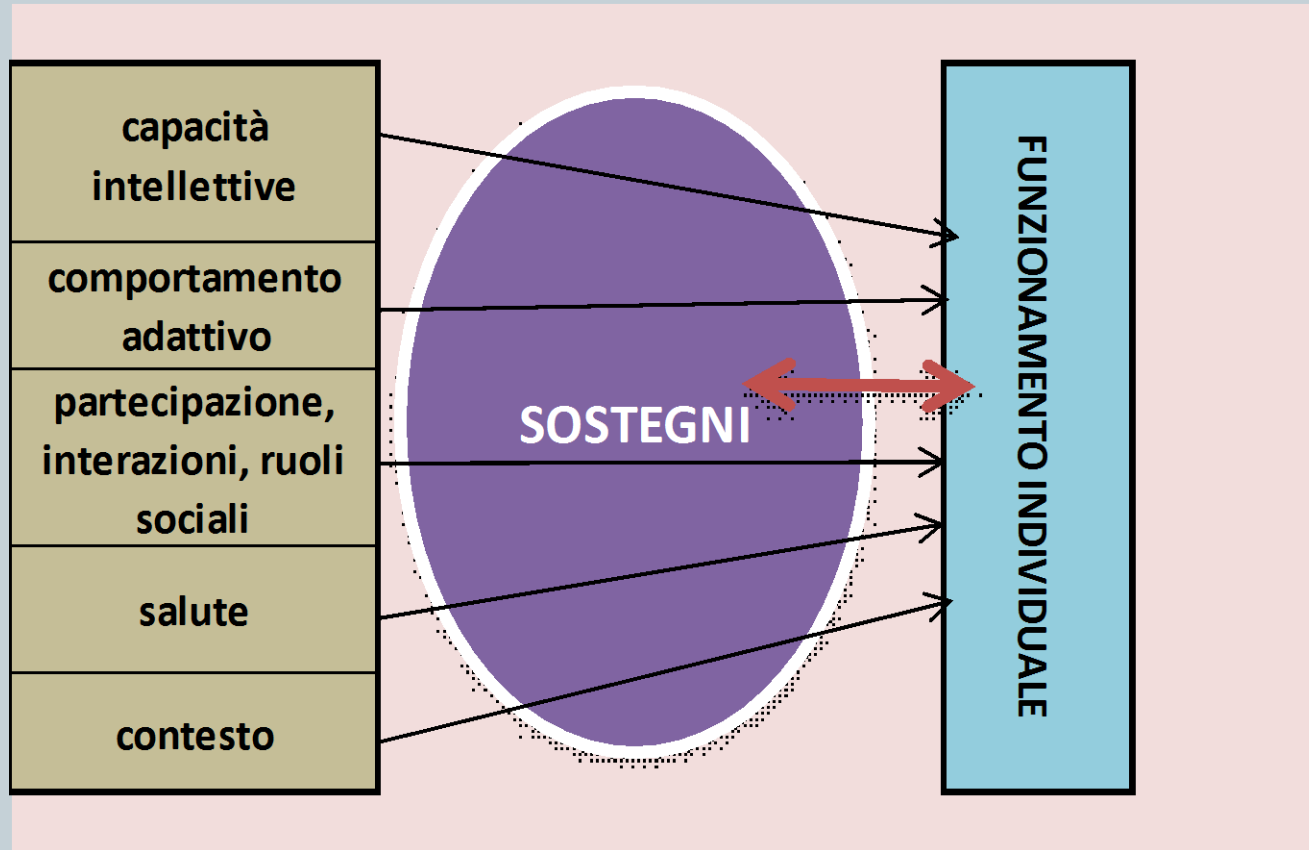 capacità
intellettive
comportamento
adattivo
partecipazione,
interazioni, ruoli
sociali
salute
contesto
SOSTEGNI
FUNZIONAMENTO INDIVIDUALE